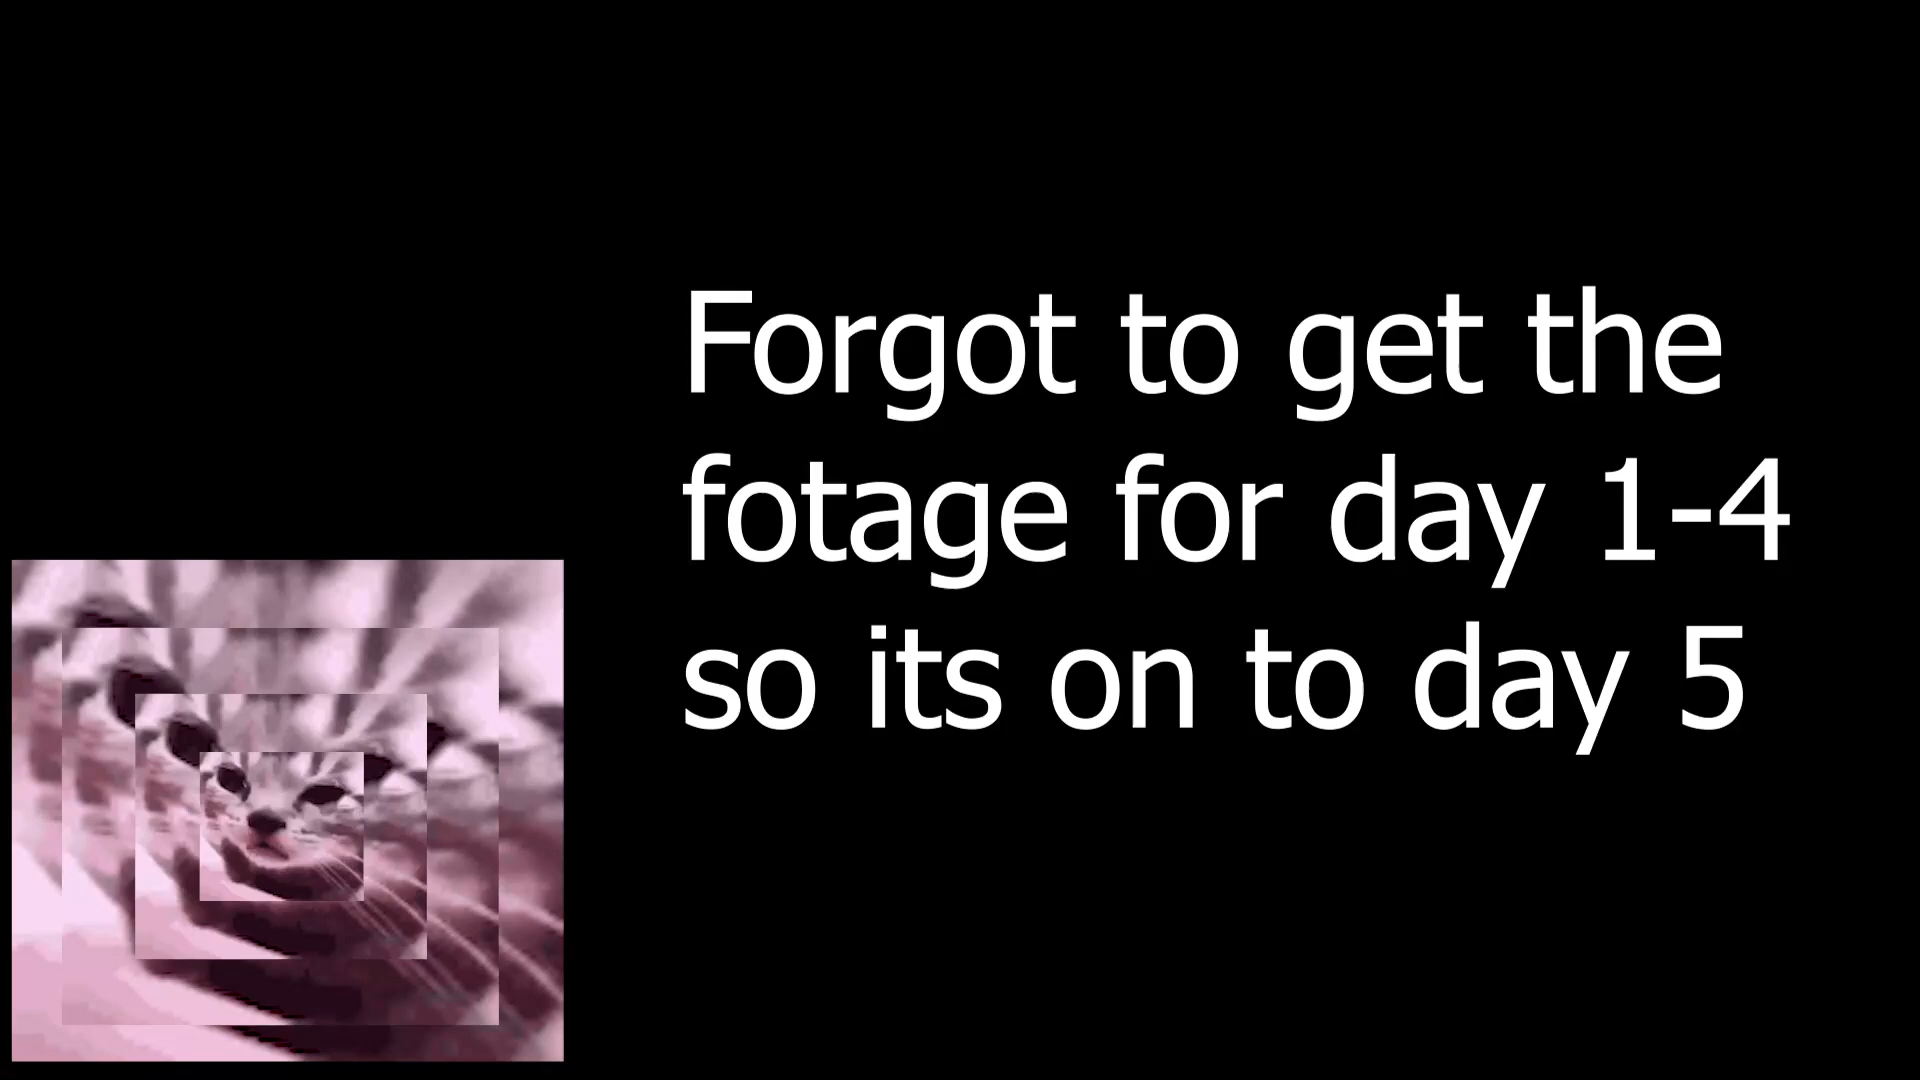 Forgot to get the
fotage for day 1-4
so its on to day 5